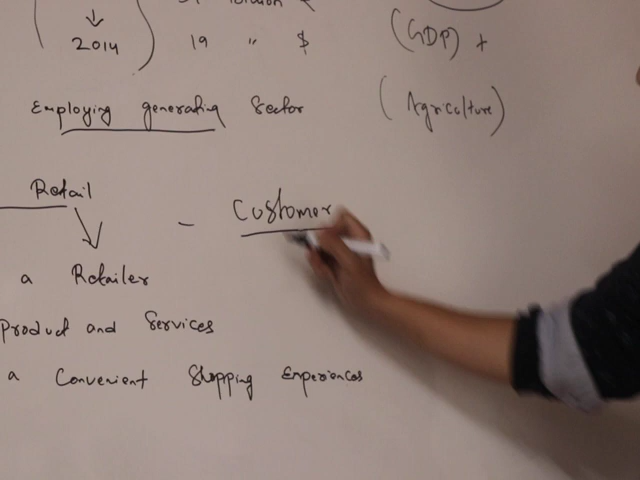 2014 19 " $ (GDP) +
Employing generating Sector (Agriculture)
Retail
- Customer
a Retailer
Product and Services
a Convenient Shopping Experiences